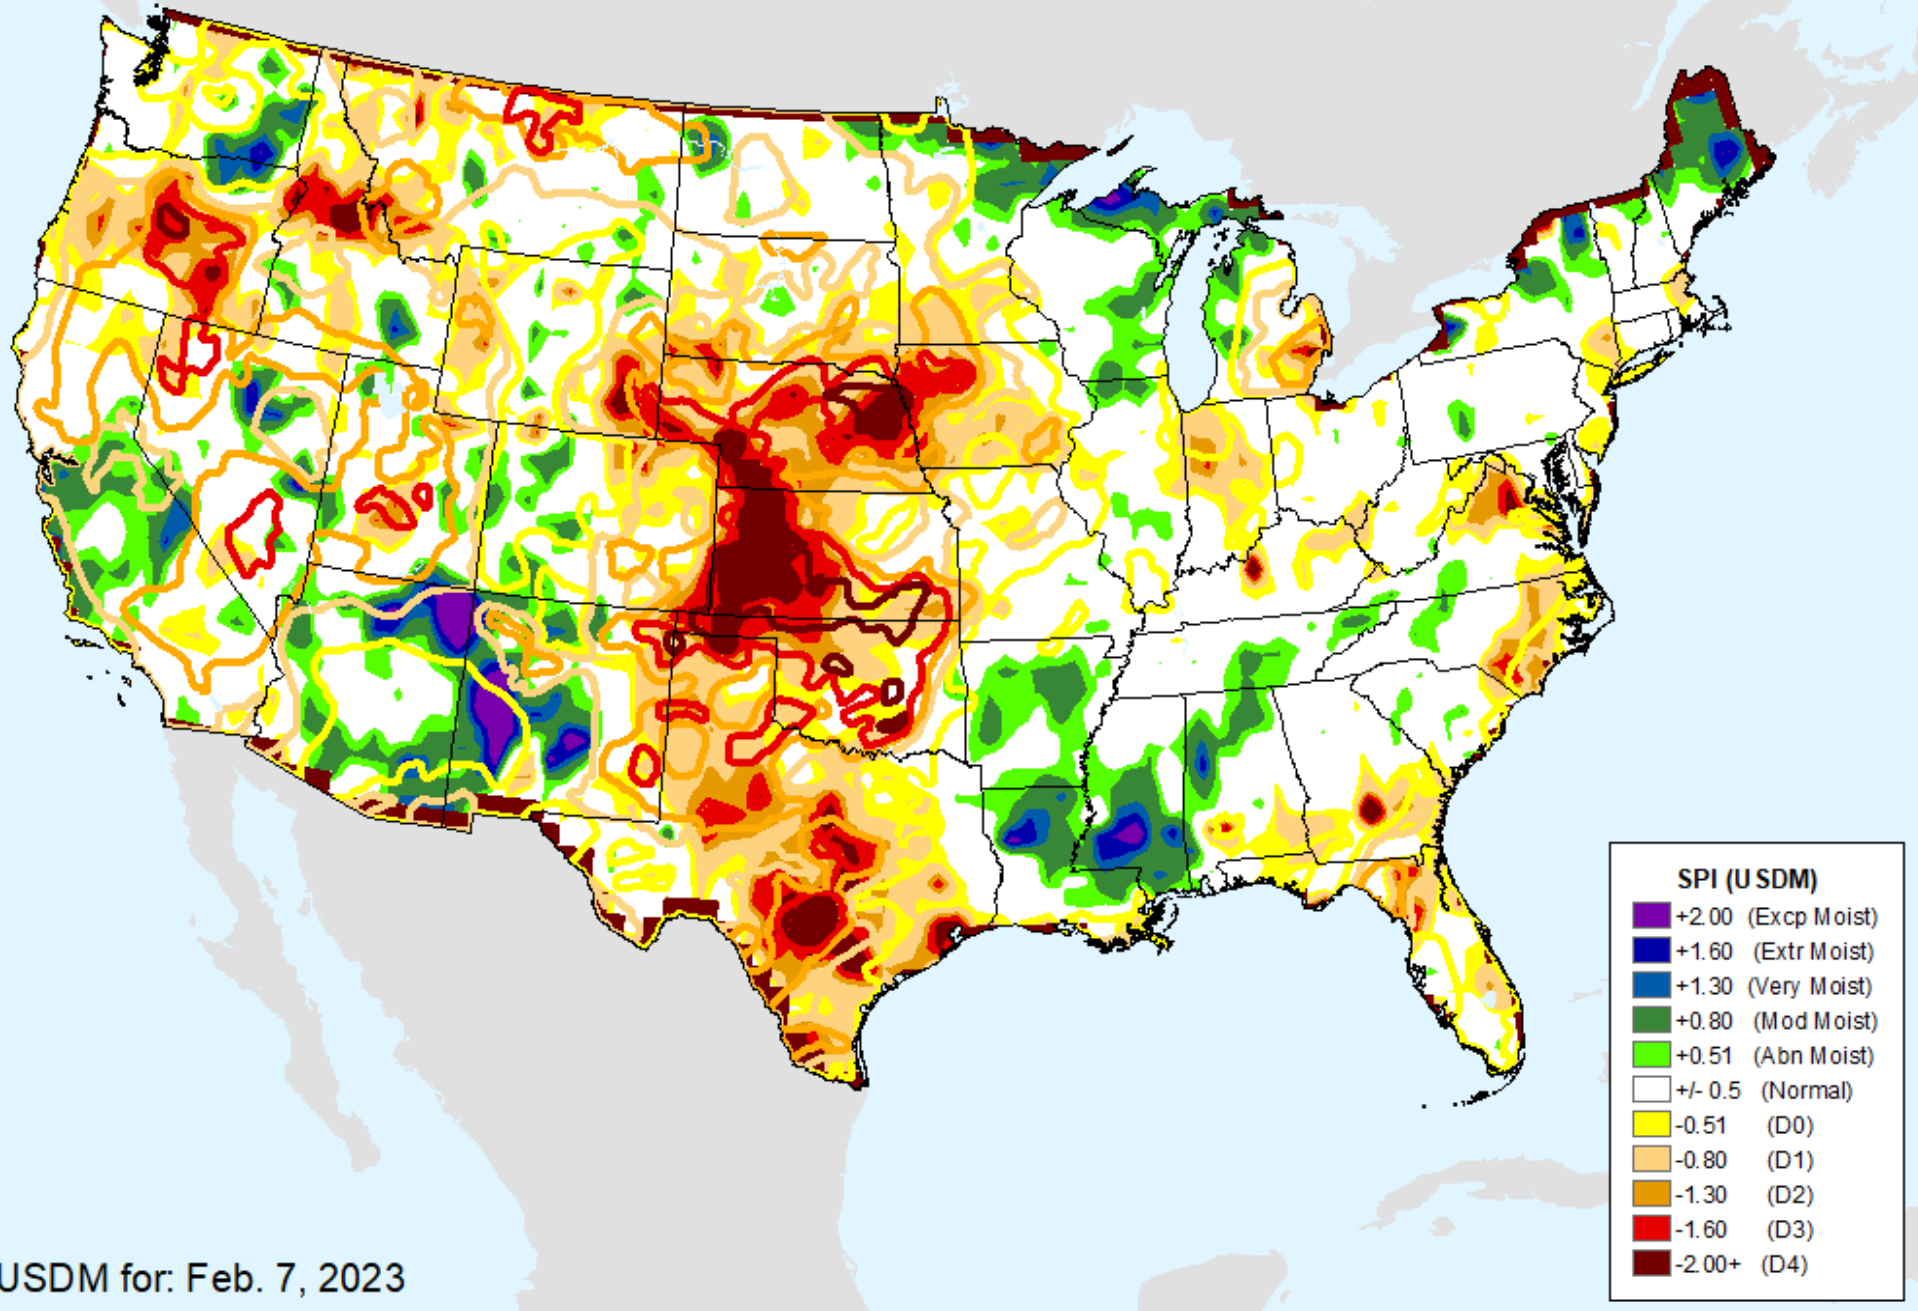 SPI (USDM)
+2.00 (Excp Moist)
+1.60 (Extr Moist)
+1.30 (Very Moist)
+0.80 (Mod Moist)
+0.51 (Abn Moist)
+/- 0.5 (Normal)
-0.51 (D0)
-0.80 (D1)
-1.30 (D2)
-1.60 (D3)
-2.00+ (D4)
USDM for: Feb. 7, 2023